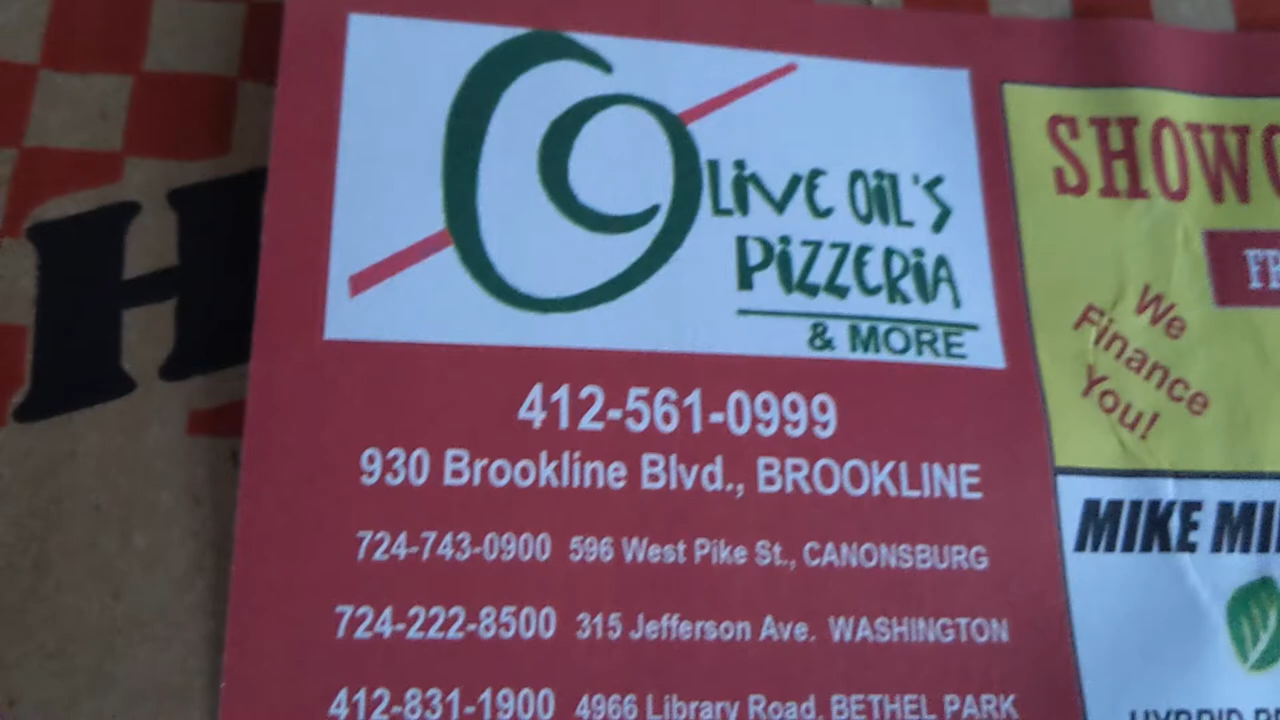 OLIVE OIL'S
PIZZERIA
& MORE
412-561-0999
930 Brookline Blvd., BROOKLINE
724-743-0900 596 West Pike St., CANONSBURG
724-222-8500 315 Jefferson Ave. WASHINGTON
412-831-1900 4966 Library Road, BETHEL PARK
We
Finance
You!
MIKE